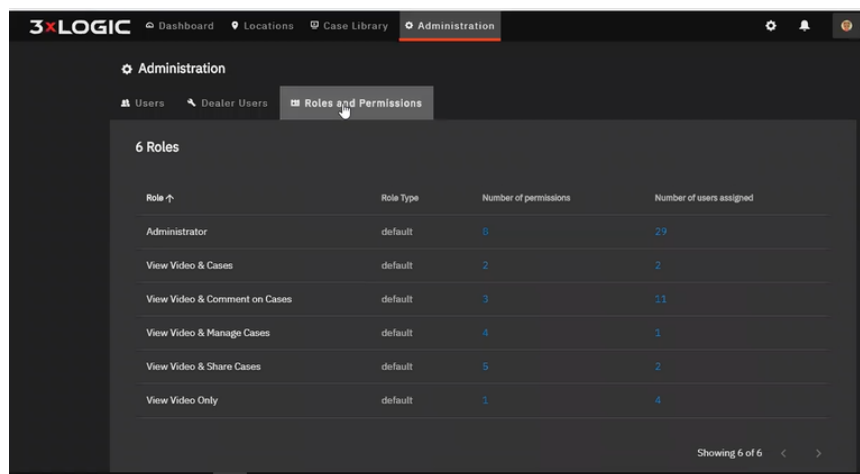 3xLOGIC Dashboard Locations Case Library Administration
Administration
Users Dealer Users Roles and Permissions
6 Roles
Role Role Type Number of permissions Number of users assigned
Administrator default 29
View Video & Cases default 2 2
View Video & Comment on Cases default 3 11
View Video & Manage Cases default 4 1
View Video & Share Cases default 5 2
View Video Only default 1 4
Showing 6 of 6